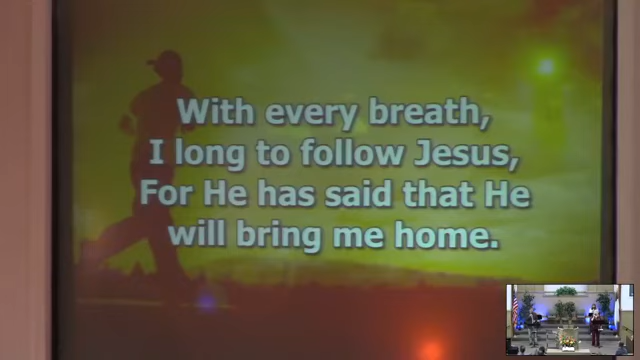 With every breath,
I long to follow Jesus,
For He has said that He
will bring me home.